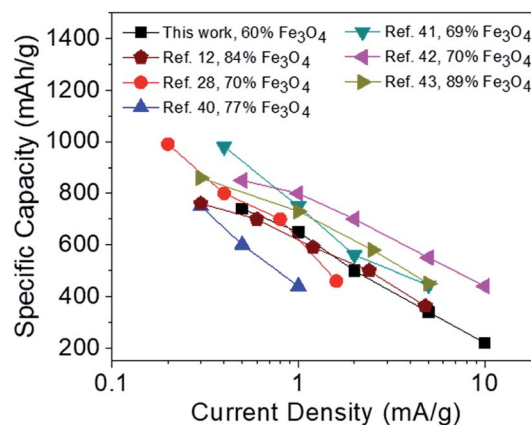 This work, 60% Fe3O4
Ref. 12, 84% Fe3O4
Ref. 28, 70% Fe3O4
Ref. 40, 77% Fe3O4
Ref. 41, 69% Fe3O4
Ref. 42, 70% Fe3O4
Ref. 43, 89% Fe3O4
Specific Capacity (mAh/g)
1400
1200
1000
800
600
400
200
0.1
1
10
Current Density (mA/g)